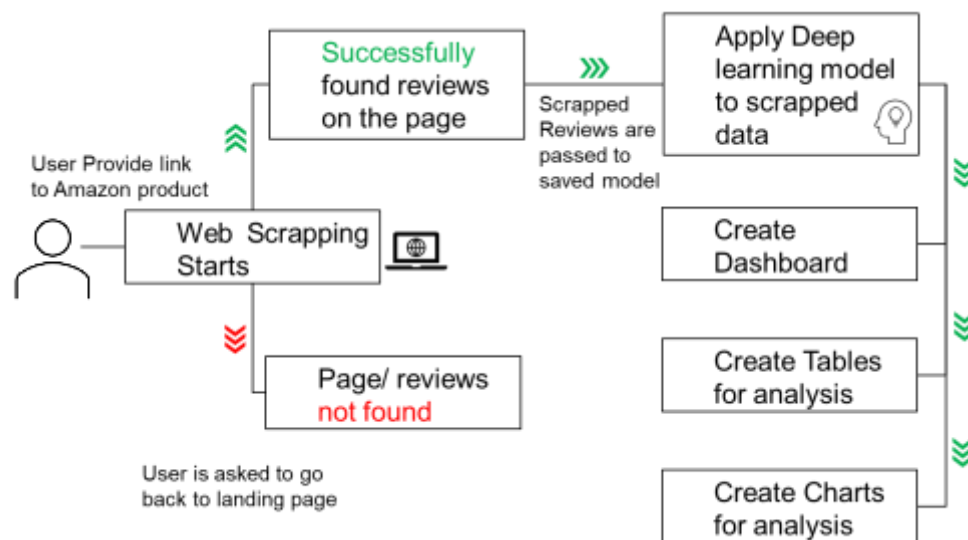 User Provide link
to Amazon product
Web Scrapping
Starts
Successfully
found reviews
on the page
Scrapped
Reviews are
passed to
saved model
Apply Deep
learning model
to scrapped
data
Create
Dashboard
Create Tables
for analysis
Create Charts
for analysis
Page/ reviews
not found
User is asked to go
back to landing page